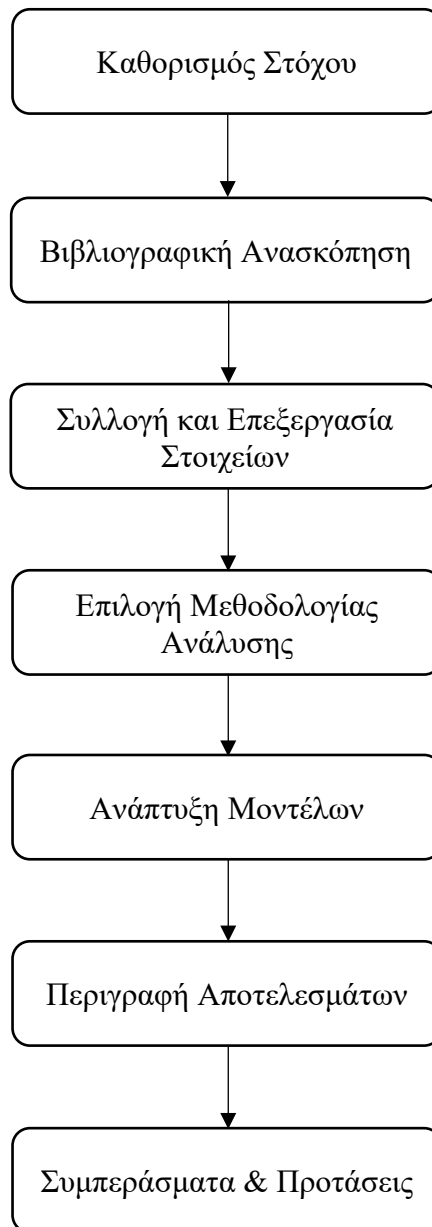 Καθορισμός Στόχου
Βιβλιογραφική Ανασκόπηση
Συλλογή και Επεξεργασία
Στοιχείων
Επιλογή Μεθοδολογίας
Ανάλυσης
Ανάπτυξη Μοντέλων
Περιγραφή Αποτελεσμάτων
Συμπεράσματα & Προτάσεις